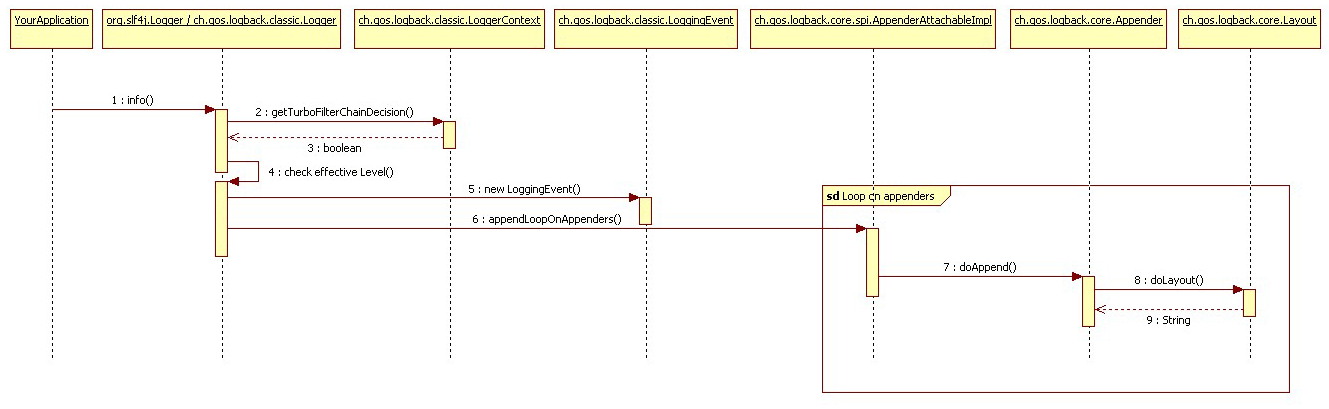 YourApplication
org.slf4j.Logger / ch.qos.logback.classic.Logger
ch.qos.logback.classic.LoggerContext
ch.qos.logback.classic.LoggingEvent
ch.qos.logback.core.spi.AppenderAttachableImpl
ch.qos.logback.core.Appender
ch.qos.logback.core.Layout
1 : info()
2 : getTurboFilterChainDecision()
3 : boolean
4 : check effective Level()
5 : new LoggingEvent()
sd Loop on appenders
6 : appendLoopOnAppenders()
7 : doAppend()
8 : doLayout()
9 : String